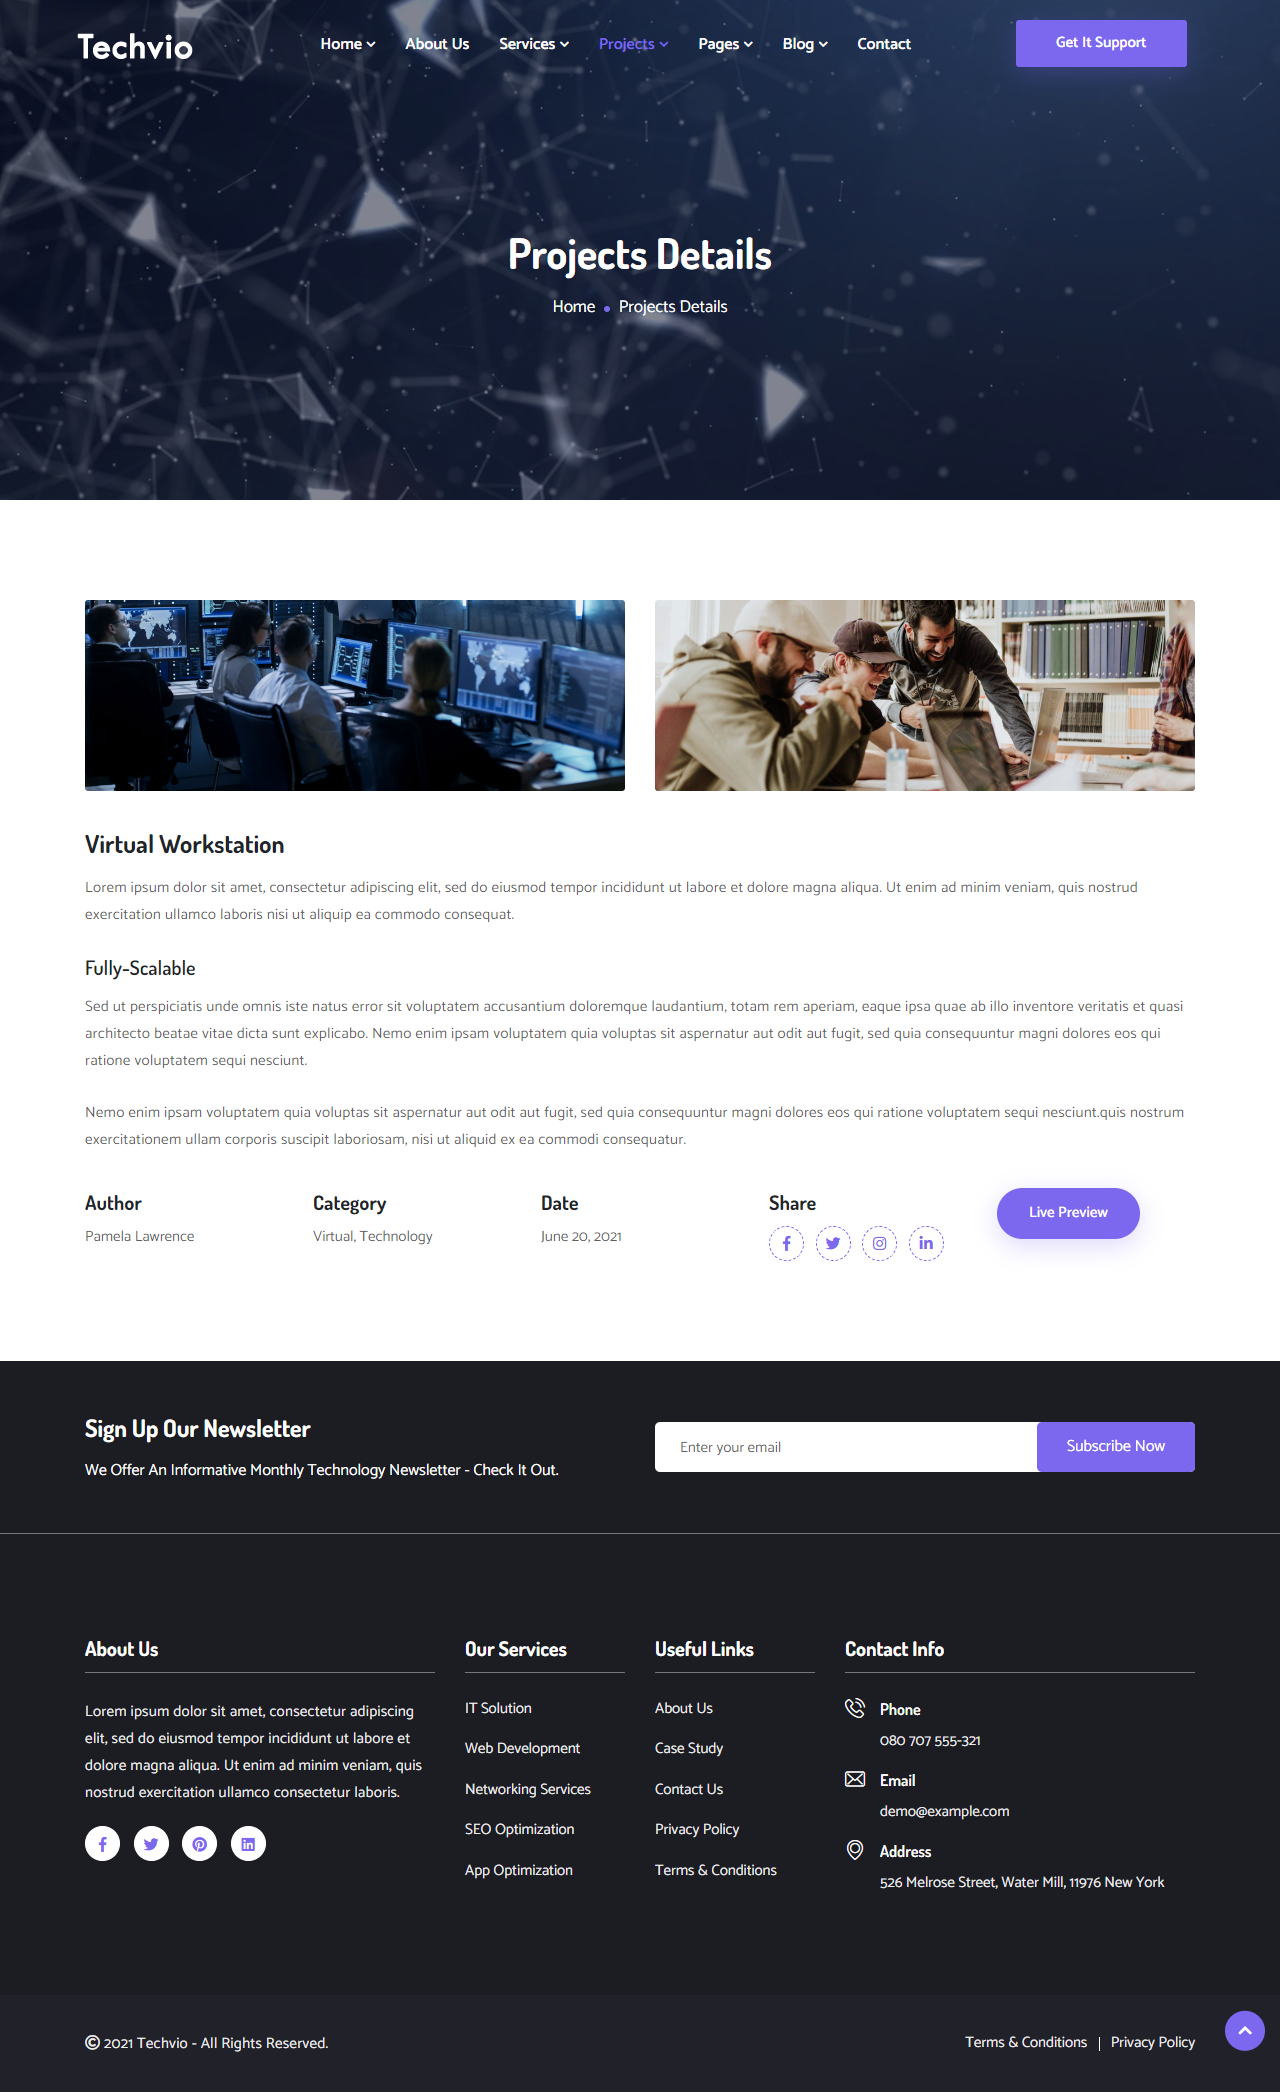 Techvio
Home
About Us
Services
Projects
Pages
Blog
Contact
Get It Support
Projects Details
Home
Projects Details
Virtual Workstation
Lorem ipsum dolor sit amet, consectetur adipiscing elit, sed do eiusmod tempor incididunt ut labore et dolore magna aliqua. Ut enim ad minim veniam, quis nostrud
exercitation ullamco laboris nisi ut aliquip ea commodo consequat.
Fully-Scalable
Sed ut perspiciatis unde omnis iste natus error sit voluptatem accusantium doloremque laudantium, totam rem aperiam, eaque ipsa quae ab illo inventore veritatis et quasi
architecto beatae vitae dicta sunt explicabo. Nemo enim ipsam voluptatem quia voluptas sit aspernatur aut odit aut fugit, sed quia consequuntur magni dolores eos qui
ratione voluptatem sequi nesciunt.
Nemo enim ipsam voluptatem quia voluptas sit aspernatur aut odit aut fugit, sed quia consequuntur magni dolores eos qui ratione voluptatem sequi nesciunt.quis nostrum
exercitationem ullam corporis suscipit laboriosam, nisi ut aliquid ex ea commodi consequatur.
Author
Pamela Lawrence
Category
Virtual, Technology
Date
June 20, 2021
Share
Live Preview
Sign Up Our Newsletter
We Offer An Informative Monthly Technology Newsletter - Check It Out.
Enter your email
Subscribe Now
About Us
Lorem ipsum dolor sit amet, consectetur adipiscing
elit, sed do eiusmod tempor incididunt ut labore et
dolore magna aliqua. Ut enim ad minim veniam, quis
nostrud exercitation ullamco consectetur laboris.
Our Services
IT Solution
Web Development
Networking Services
SEO Optimization
App Optimization
Useful Links
About Us
Case Study
Contact Us
Privacy Policy
Terms & Conditions
Contact Info
Phone
080 707 555-321
Email
demo@example.com
Address
526 Melrose Street, Water Mill, 11976 New York
© 2021 Techvio - All Rights Reserved.
Terms & Conditions | Privacy Policy